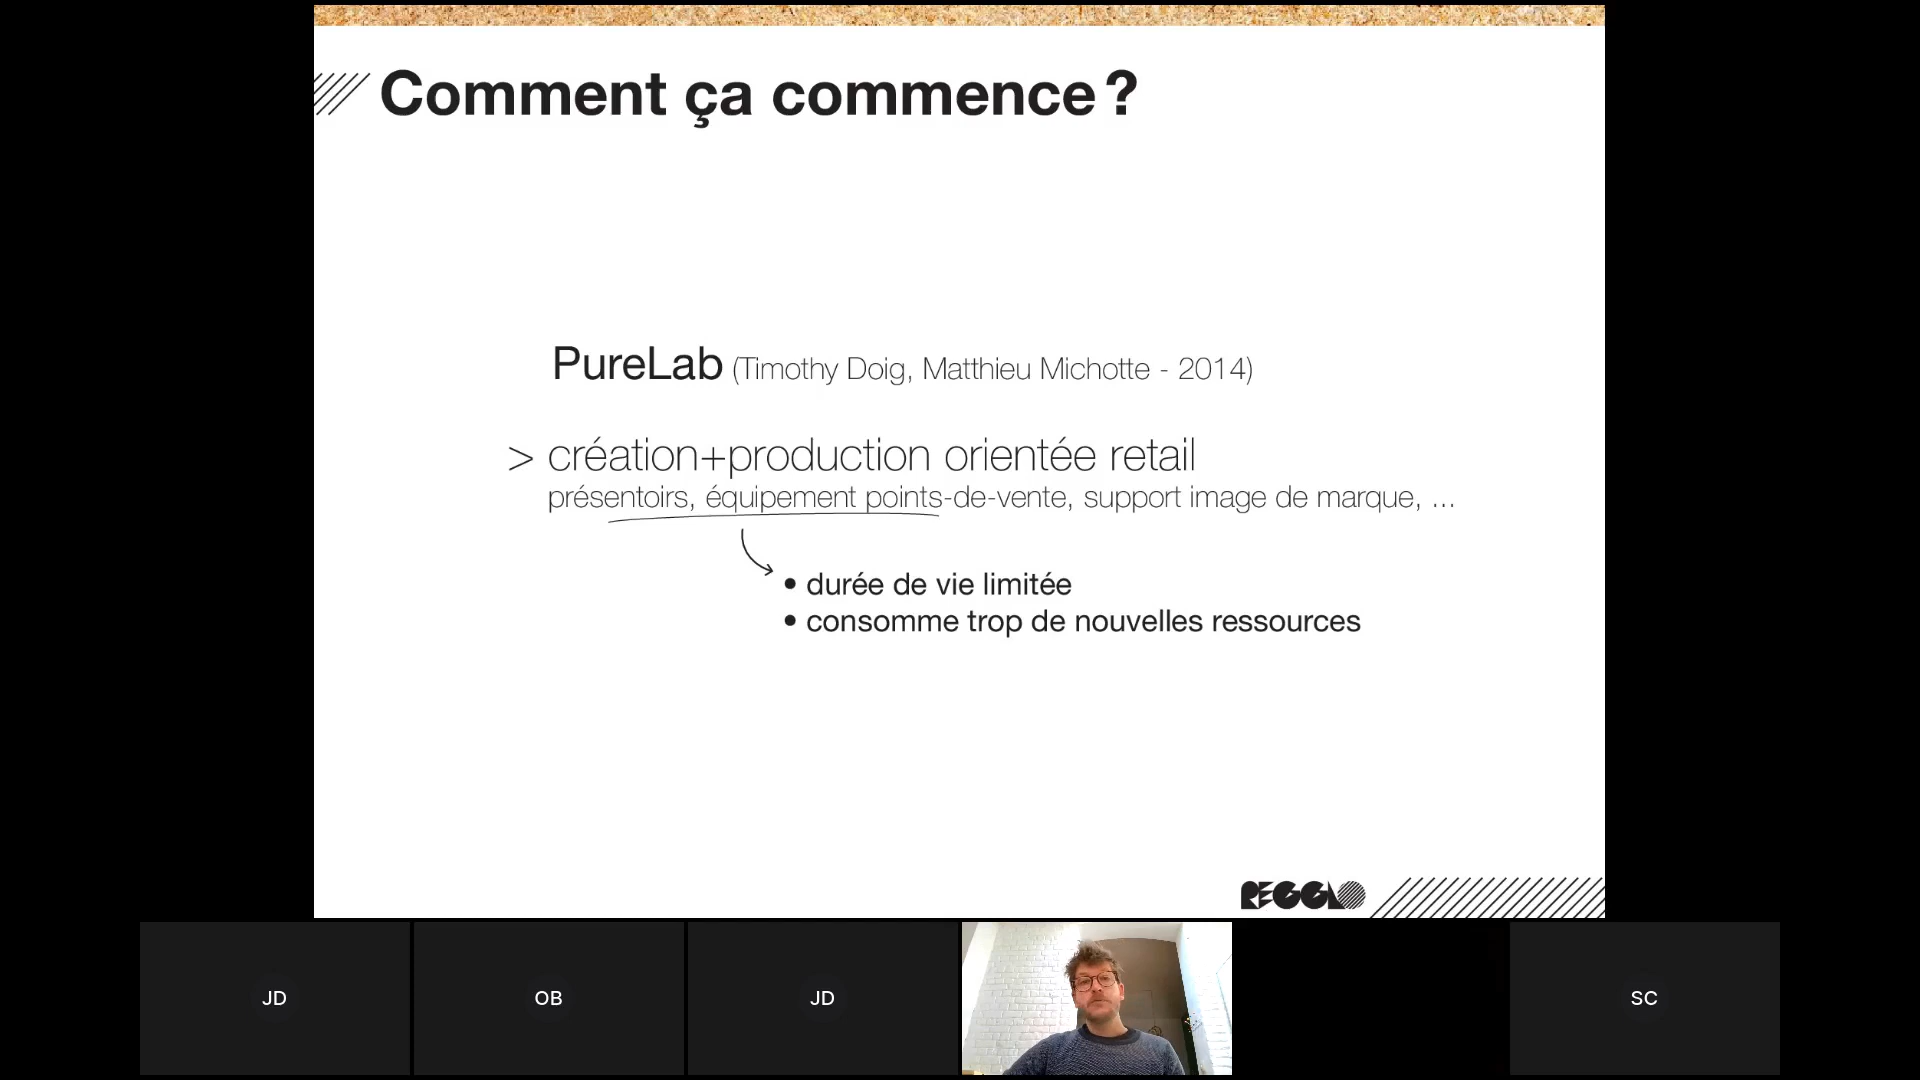 Comment ça commence ?
PureLab (Timothy Doig, Matthieu Michotte - 2014)
> création+production orientée retail
présentoirs, équipement points-de-vente, support image de marque, ...
• durée de vie limitée
• consomme trop de nouvelles ressources
REGGLO
JD
OB
JD
SC